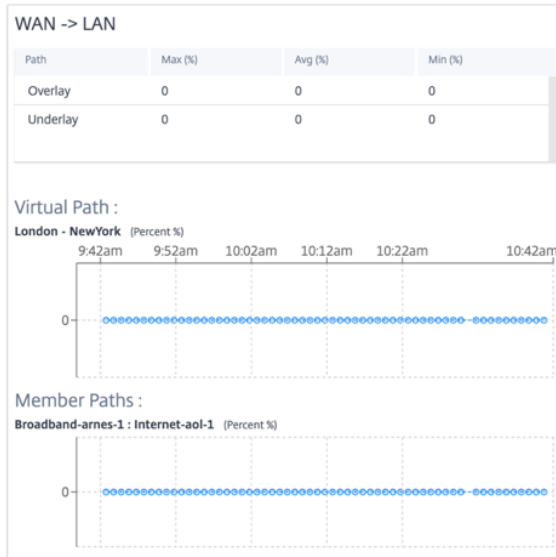 WAN -> LAN
Path Max (%) Avg (%) Min (%)
Overlay 0 0 0
Underlay 0 0 0
Virtual Path :
London - NewYork (Percent %)
9:42am 9:52am 10:02am 10:12am 10:22am 10:42am
0
Member Paths :
Broadband-arnes-1 : Internet-aol-1 (Percent %)
0